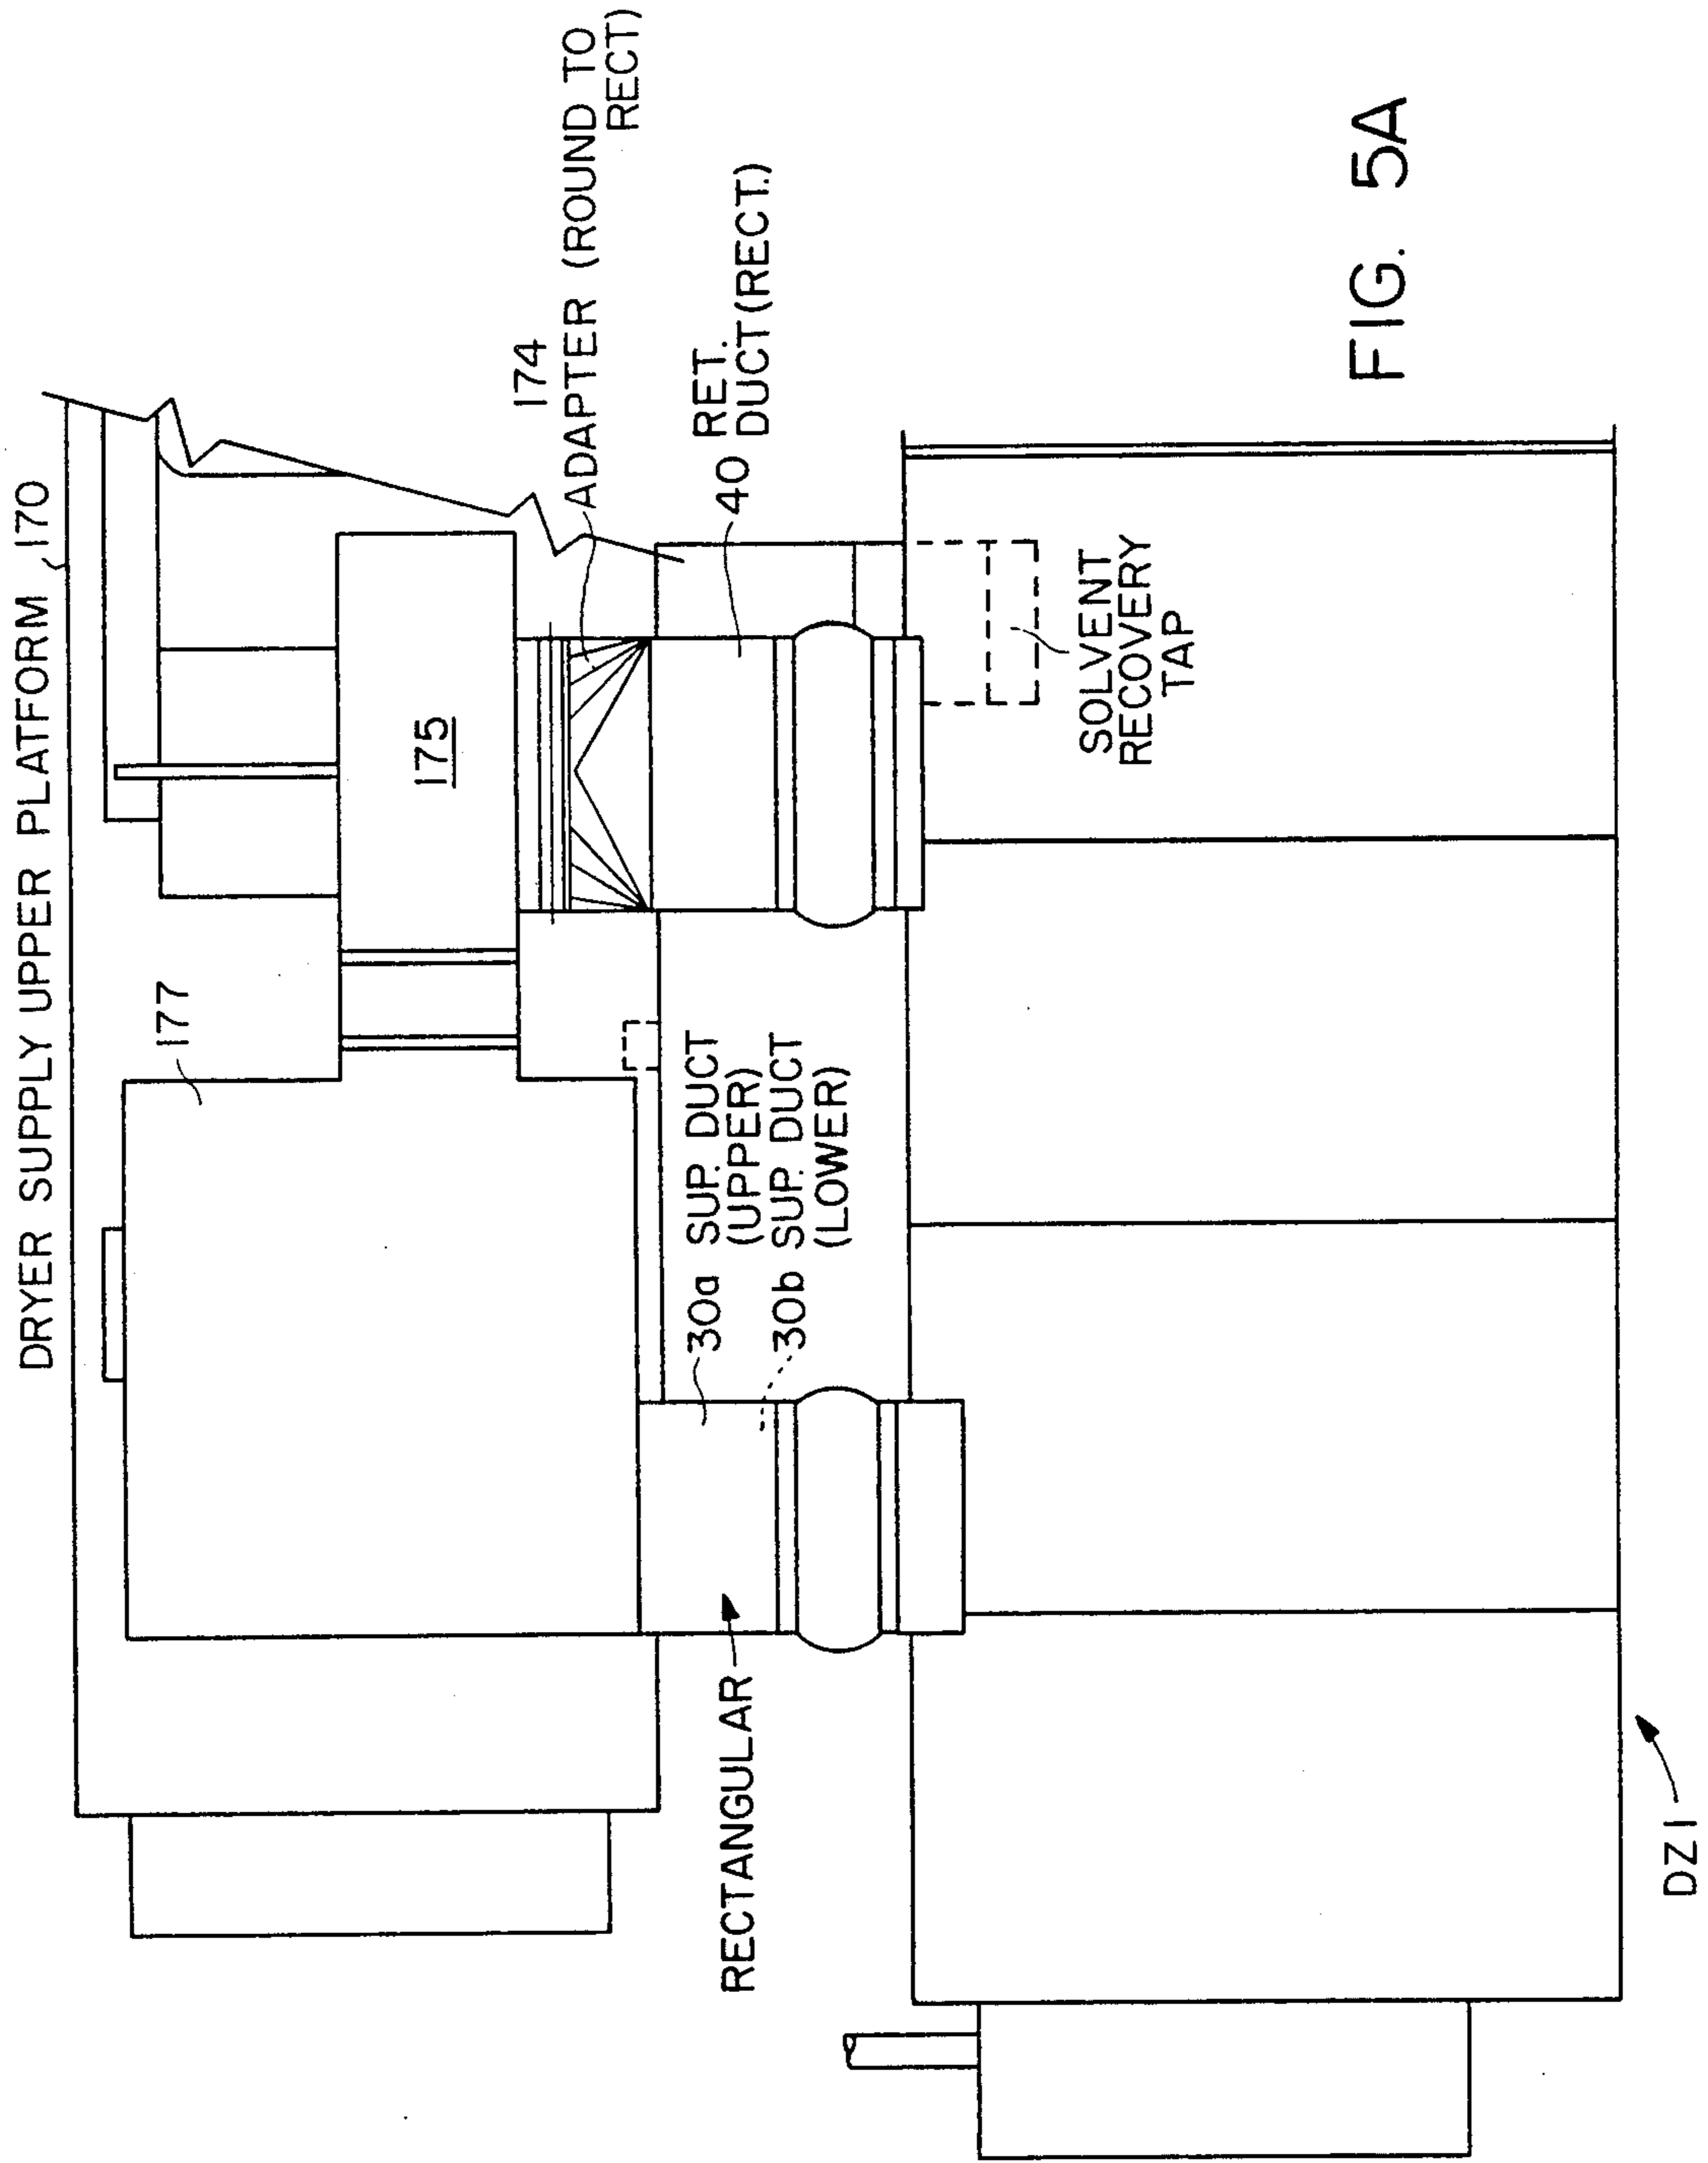 DRYER SUPPLY UPPER PLATFORM 170
177
175
174
ADAPTER (ROUND TO
RECT)
40 RET.
DUCT (RECT.)
30a SUP. DUCT
(UPPER)
30b SUP. DUCT
(LOWER)
RECTANGULAR
SOLVENT
RECOVERY
TAP
DZ1
FIG. 5A